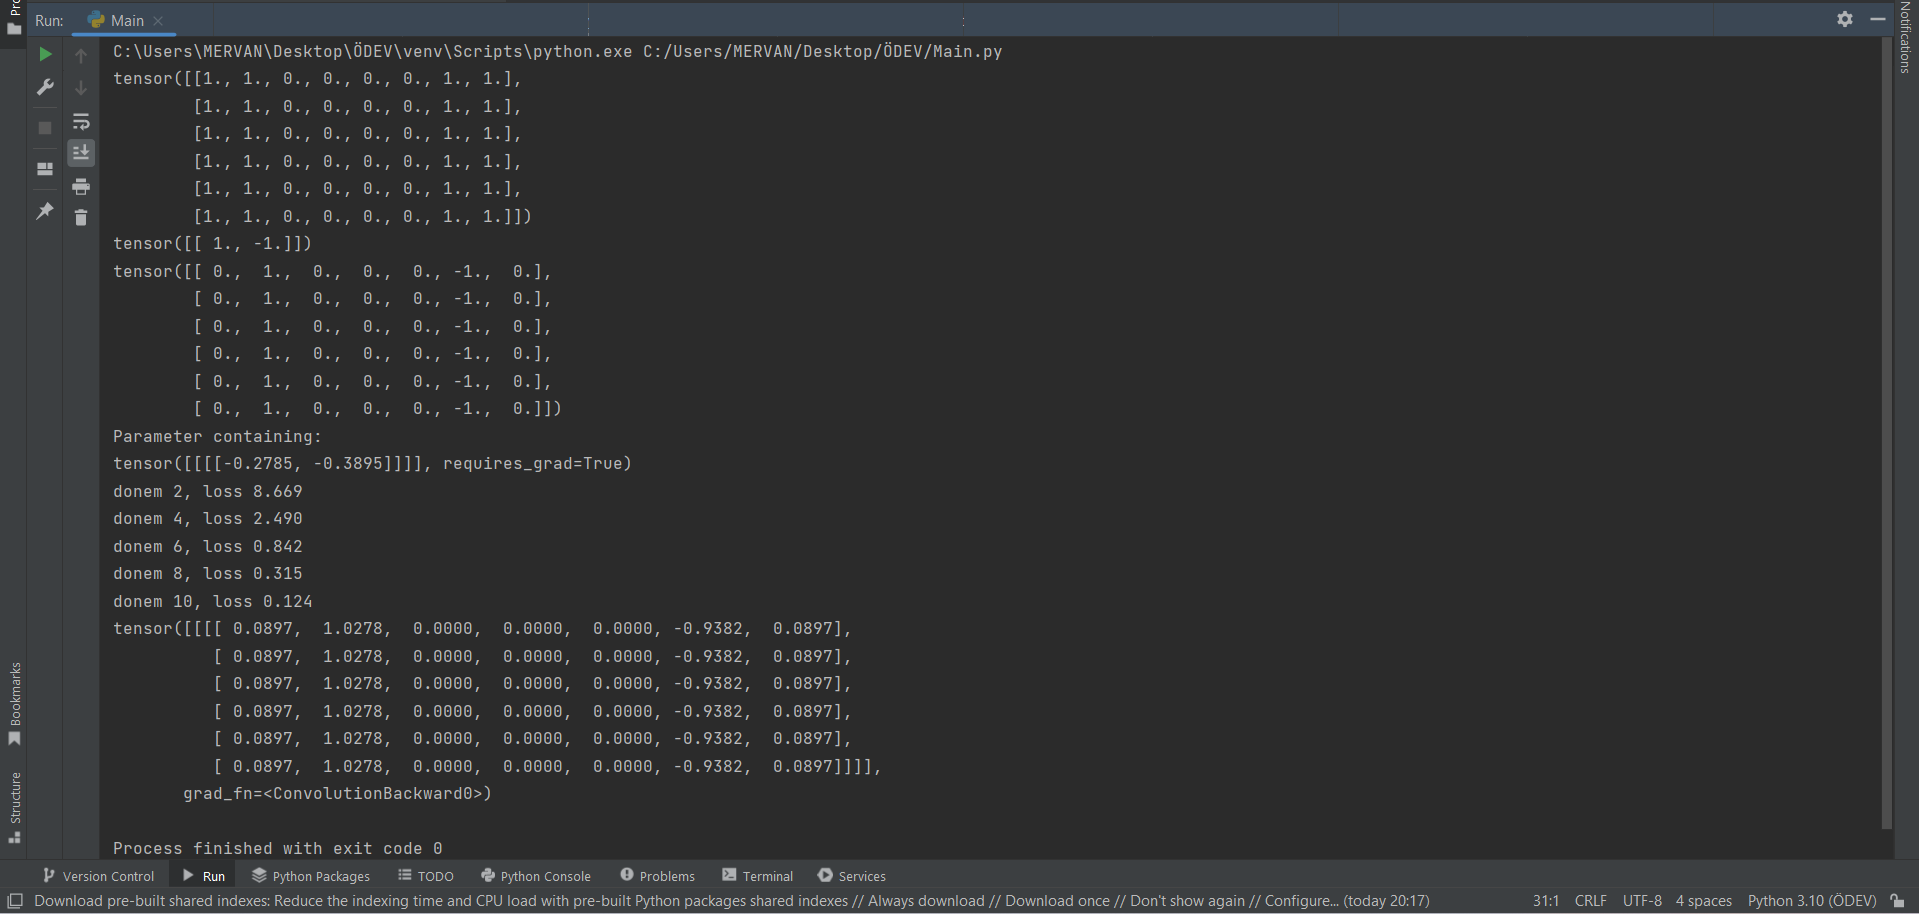 Run: Main
Notifications
C:\Users\MERVAN\Desktop\ÖDEV\venv\Scripts\python.exe C:/Users/MERVAN/Desktop/ÖDEV/Main.py
tensor([[1., 1., 0., 0., 0., 0., 1., 1.],
        [1., 1., 0., 0., 0., 0., 1., 1.],
        [1., 1., 0., 0., 0., 0., 1., 1.],
        [1., 1., 0., 0., 0., 0., 1., 1.],
        [1., 1., 0., 0., 0., 0., 1., 1.],
        [1., 1., 0., 0., 0., 0., 1., 1.]])
tensor([[ 1., -1.]])
tensor([[ 0.,  1.,  0.,  0.,  0., -1.,  0.],
        [ 0.,  1.,  0.,  0.,  0., -1.,  0.],
        [ 0.,  1.,  0.,  0.,  0., -1.,  0.],
        [ 0.,  1.,  0.,  0.,  0., -1.,  0.],
        [ 0.,  1.,  0.,  0.,  0., -1.,  0.],
        [ 0.,  1.,  0.,  0.,  0., -1.,  0.]])
Parameter containing:
tensor([[[[-0.2785, -0.3895]]]], requires_grad=True)
donem 2, loss 8.669
donem 4, loss 2.490
donem 6, loss 0.842
donem 8, loss 0.315
donem 10, loss 0.124
tensor([[[[ 0.0897,  1.0278,  0.0000,  0.0000,  0.0000, -0.9382,  0.0897],
          [ 0.0897,  1.0278,  0.0000,  0.0000,  0.0000, -0.9382,  0.0897],
          [ 0.0897,  1.0278,  0.0000,  0.0000,  0.0000, -0.9382,  0.0897],
          [ 0.0897,  1.0278,  0.0000,  0.0000,  0.0000, -0.9382,  0.0897],
          [ 0.0897,  1.0278,  0.0000,  0.0000,  0.0000, -0.9382,  0.0897],
          [ 0.0897,  1.0278,  0.0000,  0.0000,  0.0000, -0.9382,  0.0897]]]],
       grad_fn=<ConvolutionBackward0>)
Process finished with exit code 0
Bookmarks
Structure
Version Control Run Python Packages TODO Python Console Problems Terminal Services
Download pre-built shared indexes: Reduce the indexing time and CPU load with pre-built Python packages shared indexes // Always download // Download once // Don't show again // Configure... (today 20:17) 31:1 CRLF UTF-8 4 spaces Python 3.10 (ÖDEV)